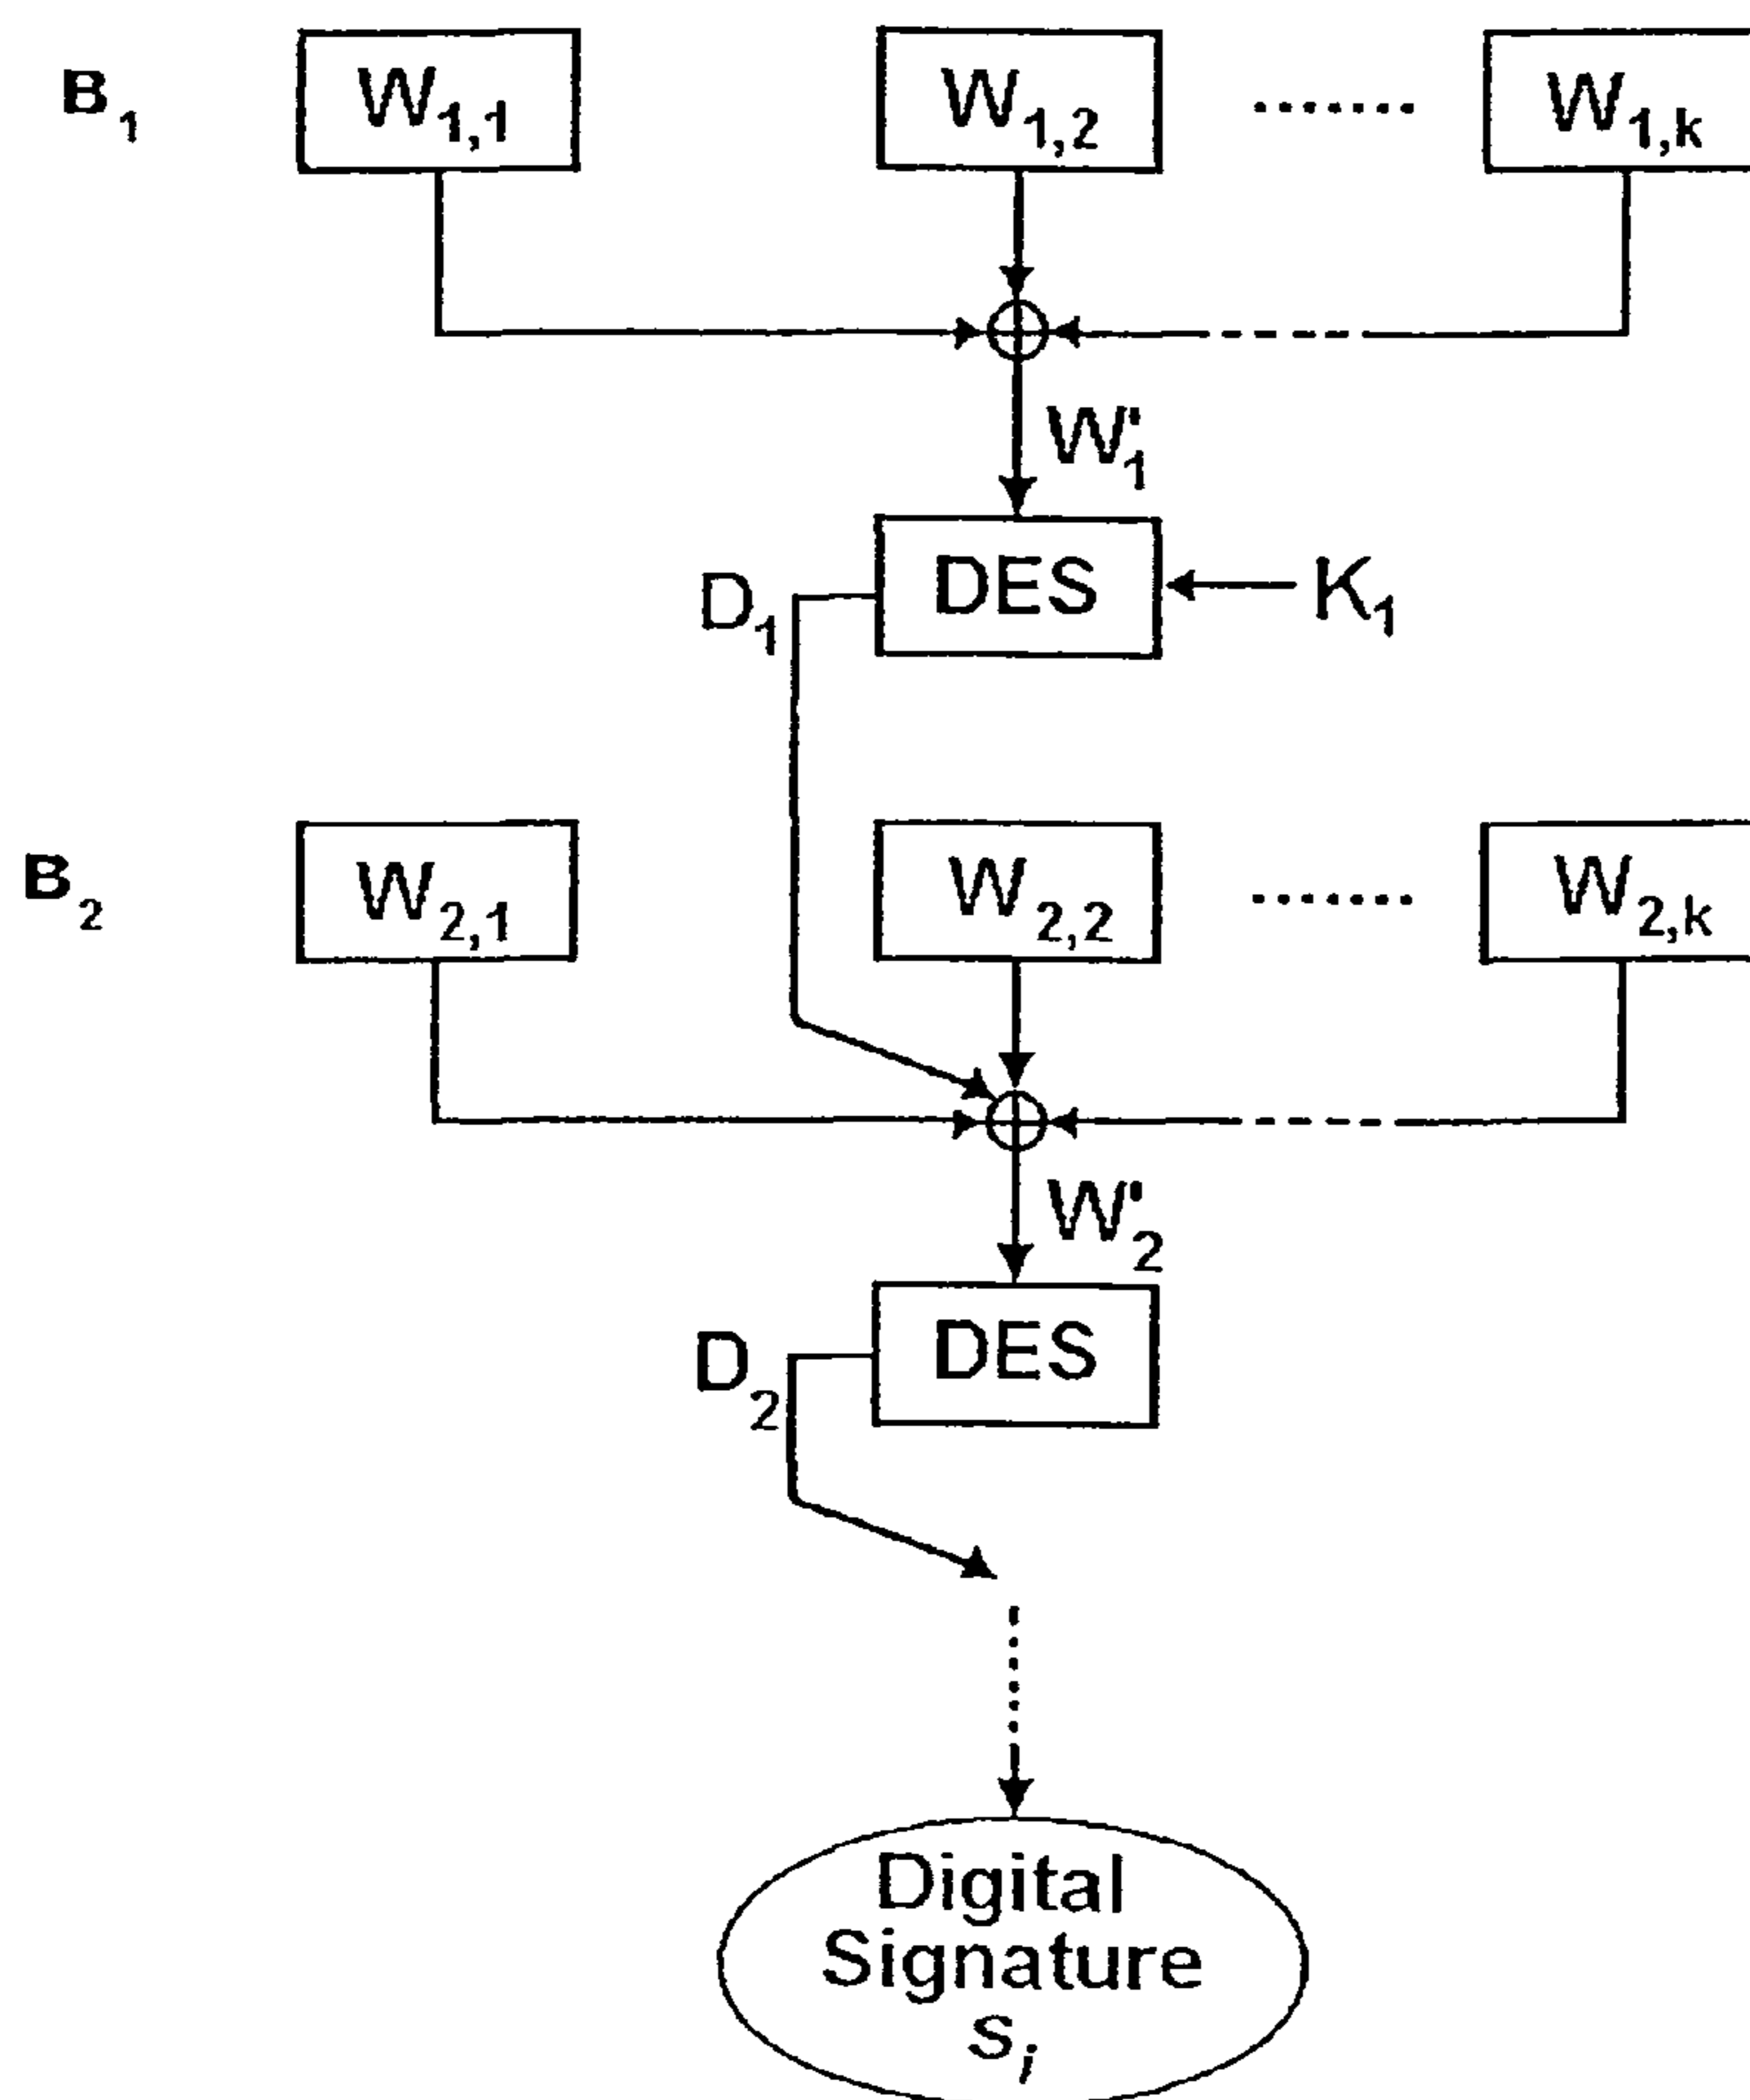 B1 W1,1 W1,2 ....... W1,k
W'1
D1 DES K1
B2 W2,1 W2,2 ....... W2,k
W'2
D2 DES
Digital
Signature
Si